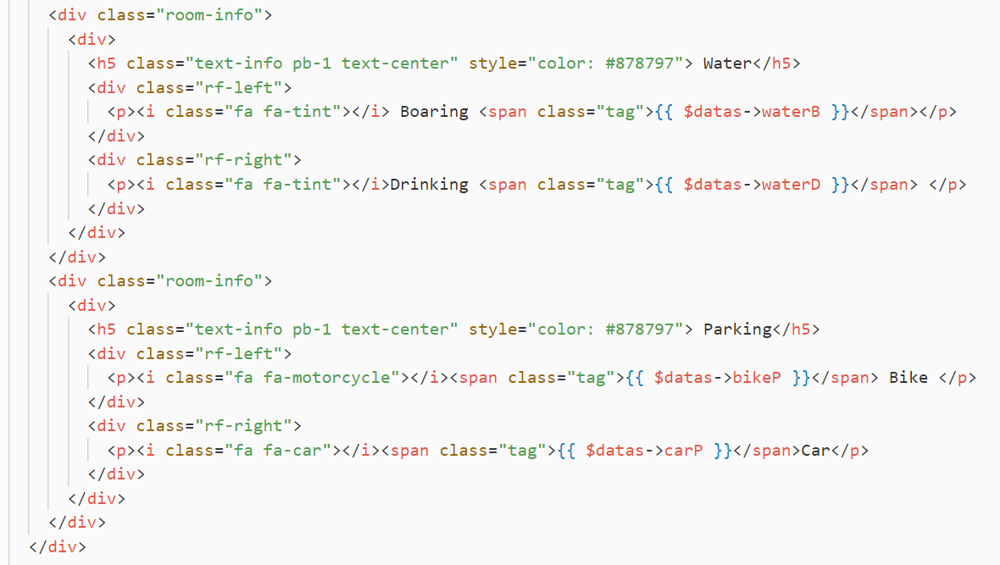 <div class="room-info">
<div>
<h5 class="text-info pb-1 text-center" style="color: #878797"> Water</h5>
<div class="rf-left">
<p><i class="fa fa-tint"></i> Boaring <span class="tag">{{ $datas->waterB }}</span></p>
</div>
<div class="rf-right">
<p><i class="fa fa-tint"></i>Drinking <span class="tag">{{ $datas->waterD }}</span> </p>
</div>
</div>
</div>
<div class="room-info">
<div>
<h5 class="text-info pb-1 text-center" style="color: #878797"> Parking</h5>
<div class="rf-left">
<p><i class="fa fa-motorcycle"></i><span class="tag">{{ $datas->bikeP }}</span> Bike </p>
</div>
<div class="rf-right">
<p><i class="fa fa-car"></i><span class="tag">{{ $datas->carP }}</span>Car</p>
</div>
</div>
</div>
</div>